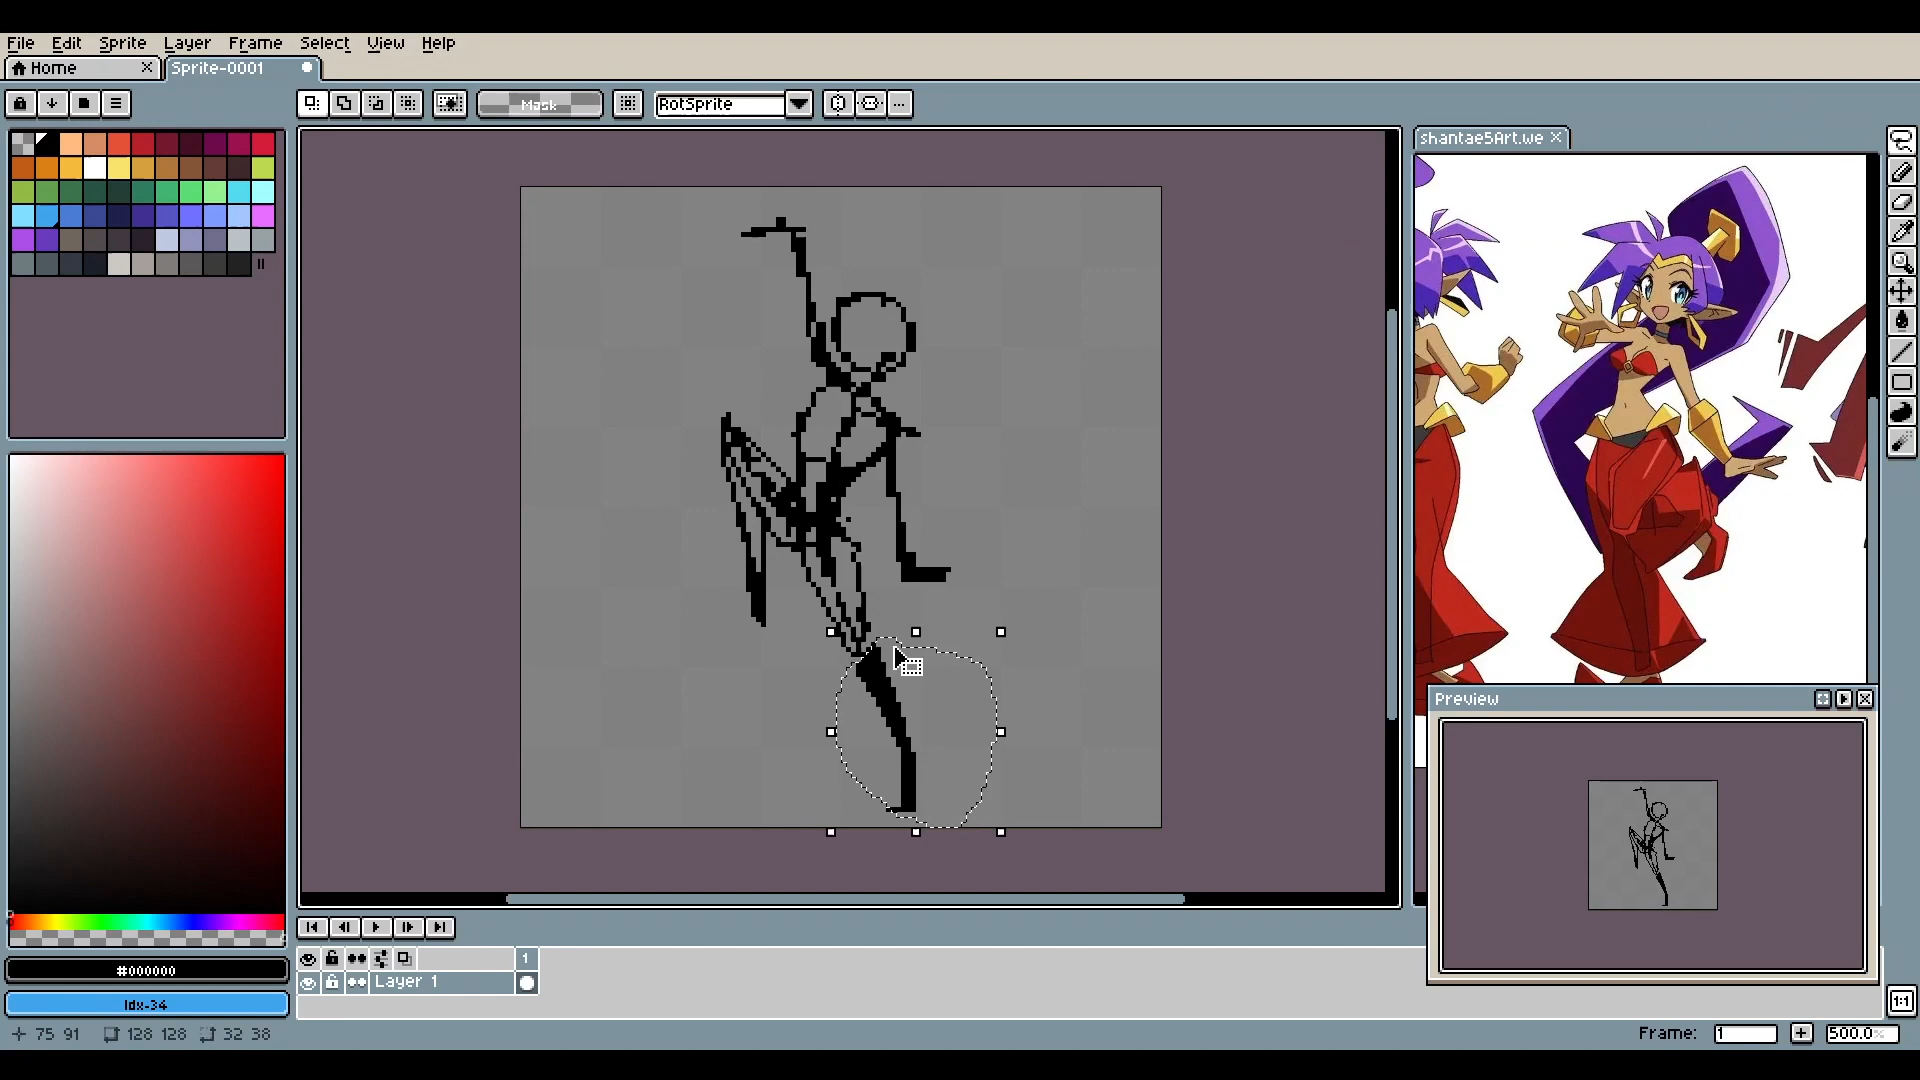 File Edit Sprite Layer Frame Select View Help
Home
Sprite-0001
Mask
RotSprite
shantae5Art.we
Preview
1
Layer 1
#000000
Idx-34
75 91 128 128 32 38
Frame: 1
500.0
1:1